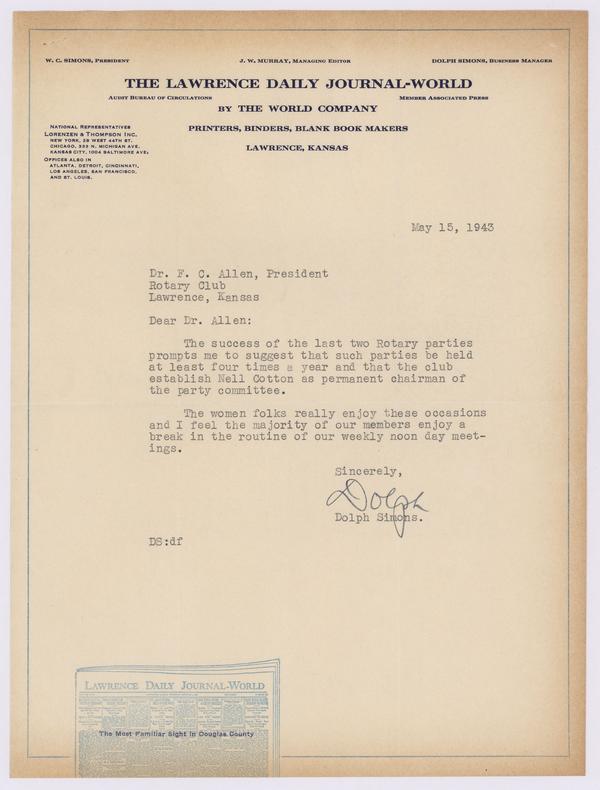 W. C. SIMONS, PRESIDENT
J. W. MURRAY, MANAGING EDITOR
DOLPH SIMONS, BUSINESS MANAGER
THE LAWRENCE DAILY JOURNAL-WORLD
AUDIT BUREAU OF CIRCULATIONS
MEMBER ASSOCIATED PRESS
BY THE WORLD COMPANY
PRINTERS, BINDERS, BLANK BOOK MAKERS
LAWRENCE, KANSAS
NATIONAL REPRESENTATIVES
LORENZEN & THOMPSON INC.
NEW YORK, 28 WEST 44TH ST.
CHICAGO, 333 N. MICHIGAN AVE.
KANSAS CITY, 1004 BALTIMORE AVE.
OFFICES ALSO IN
ATLANTA, DETROIT, CINCINNATI,
LOS ANGELES, SAN FRANCISCO,
AND ST. LOUIS.
May 15, 1943
Dr. F. C. Allen, President
Rotary Club
Lawrence, Kansas
Dear Dr. Allen:
The success of the last two Rotary parties
prompts me to suggest that such parties be held
at least four times a year and that the club
establish Nell Cotton as permanent chairman of
the party committee.
The women folks really enjoy these occasions
and I feel the majority of our members enjoy a
break in the routine of our weekly noon day meet-
ings.
Sincerely,
Dolph
Dolph Simons.
DS:df
LAWRENCE DAILY JOURNAL-WORLD
The Most Familiar Sight in Douglas County